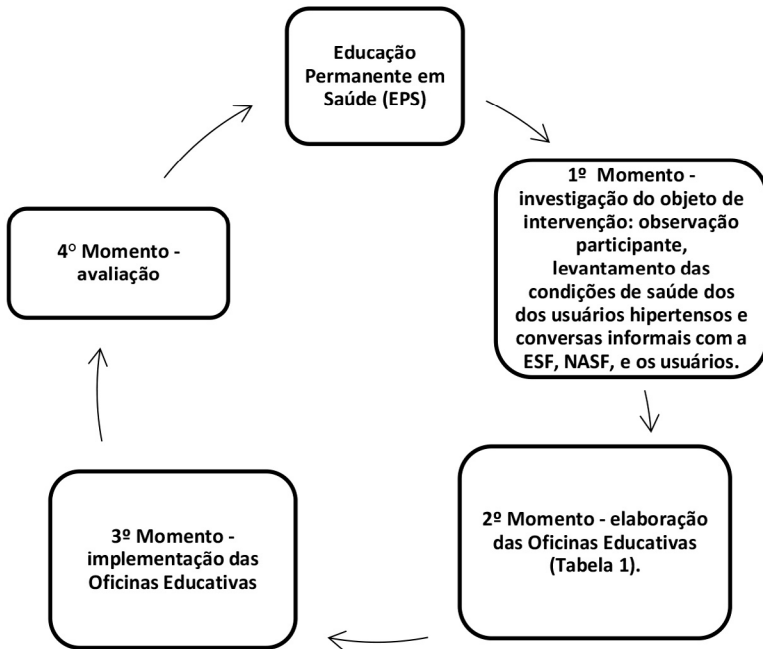 Educação
Permanente em
Saúde (EPS)
1º Momento -
investigação do objeto de
intervenção: observação
participante,
levantamento das
condições de saúde dos
dos usuários hipertensos e
conversas informais com a
ESF, NASF, e os usuários.
2º Momento - elaboração
das Oficinas Educativas
(Tabela 1).
3º Momento -
implementação das
Oficinas Educativas
4º Momento -
avaliação